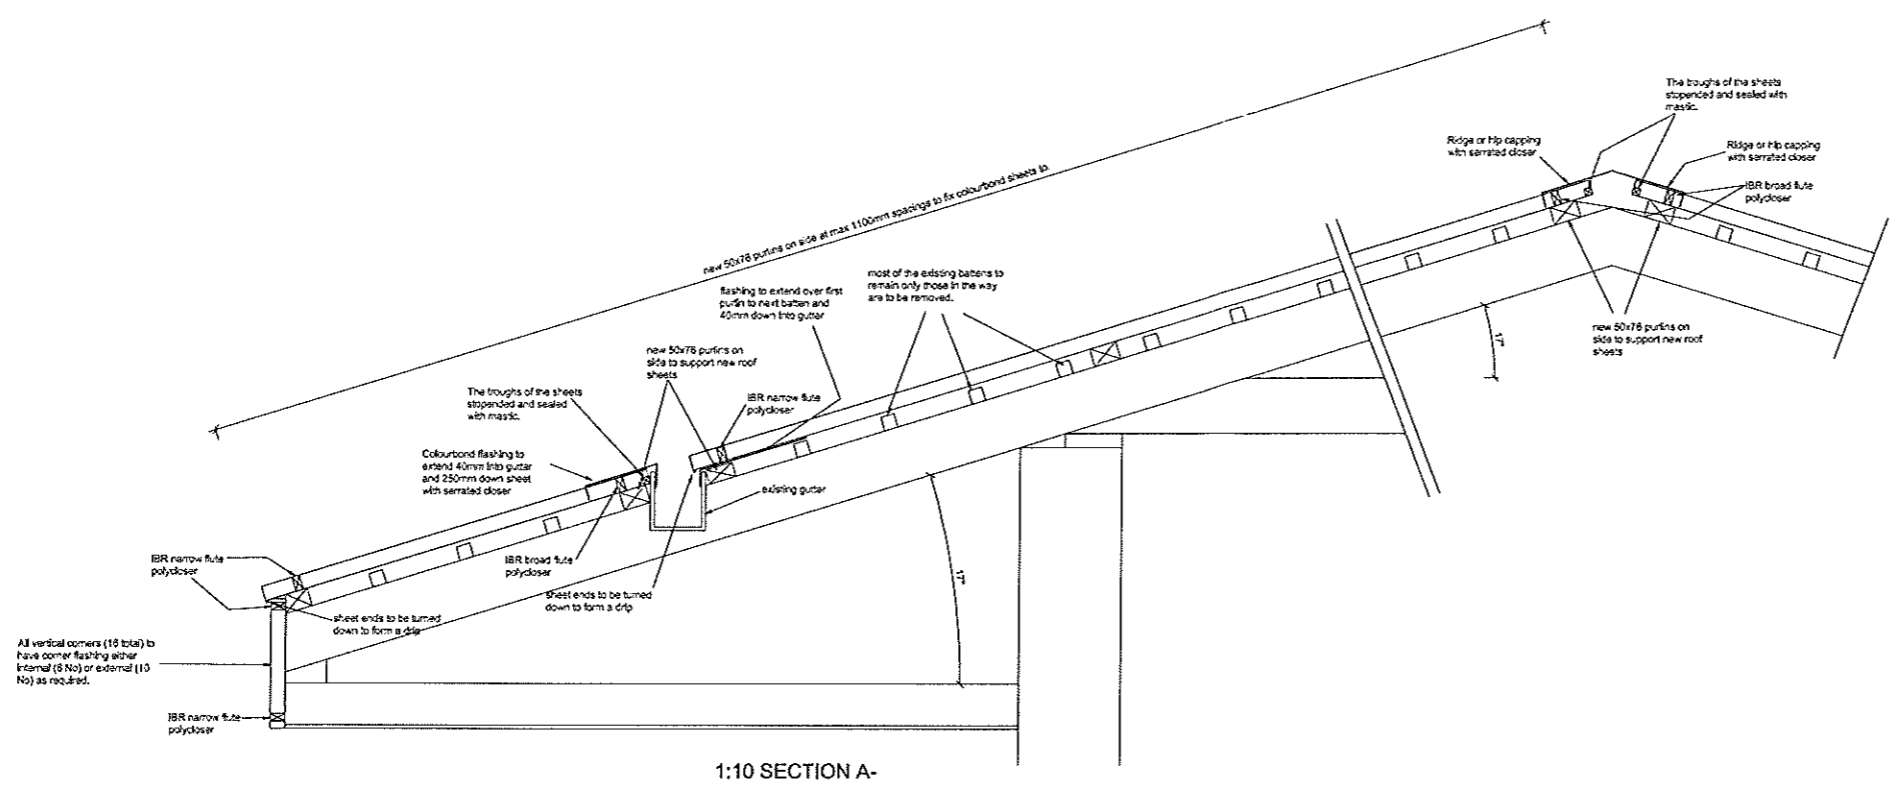 The troughs of the sheets
stopended and sealed with
mastic.
Ridge or hip capping
with serrated closer
Ridge or hip capping
with serrated closer
IBR broad flute
polycloser
new 50x76 purlins on side at max 1100mm spacings to fix colourbond sheets to.
most of the existing battens to
remain only those in the way
are to be removed.
flashing to extend over first
purlin to next batten and
40mm down into gutter
new 50x76 purlins on
side to support new roof
sheets
17°
new 50x76 purlins on
side to support new roof
sheets
The troughs of the sheets
stopended and sealed
with mastic.
IBR narrow flute
polycloser
Colourbond flashing to
extend 40mm into gutter
and 250mm down sheet
with serrated closer
existing gutter
IBR narrow flute
polycloser
IBR broad flute
polycloser
17°
sheet ends to be turned
down to form a drip
sheet ends to be turned
down to form a drip
All vertical corners (16 total) to
have corner flashing either
internal (6 No) or external (10
No) as required.
IBR narrow flute
polycloser
1:10 SECTION A-